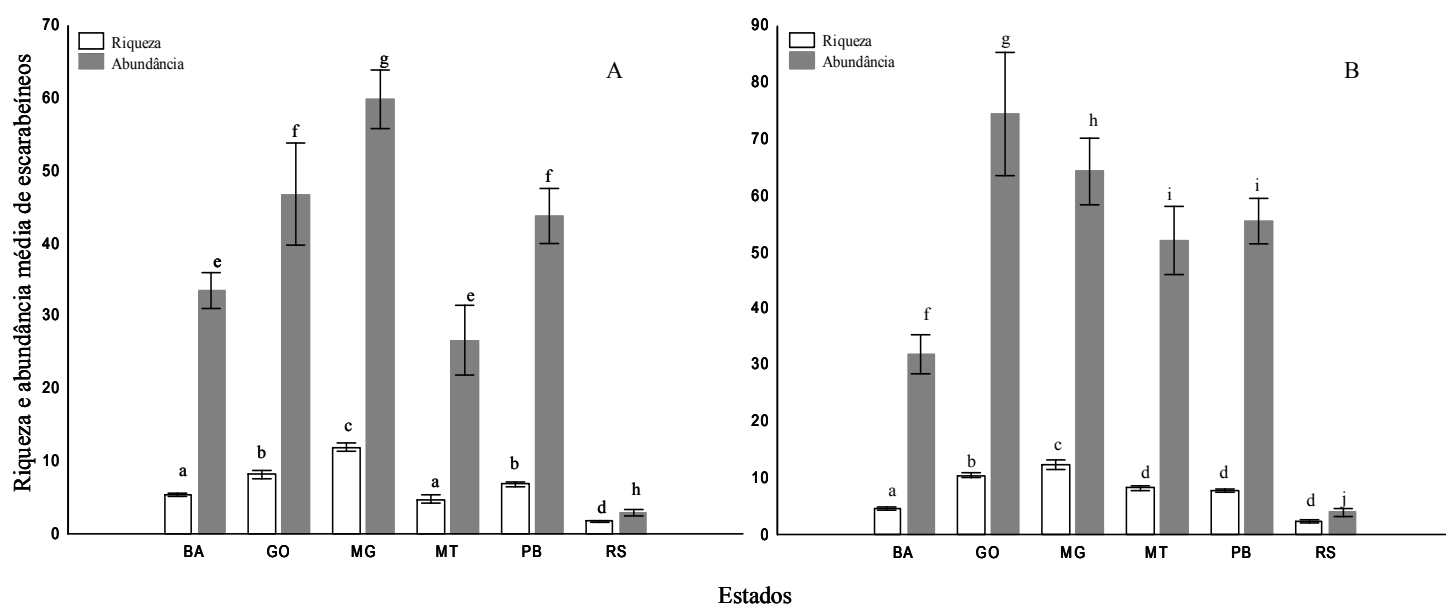 Riqueza e abundância média de escarabeíneos
70
60
50
40
30
20
10
0
Riqueza
Abundância
A
a
e
b
f
c
g
a
e
b
f
d
h
BA GO MG MT PB RS
90
80
70
60
50
40
30
20
10
0
Riqueza
Abundância
B
a
f
b
g
c
h
d
i
d
i
d
j
BA GO MG MT PB RS
Estados